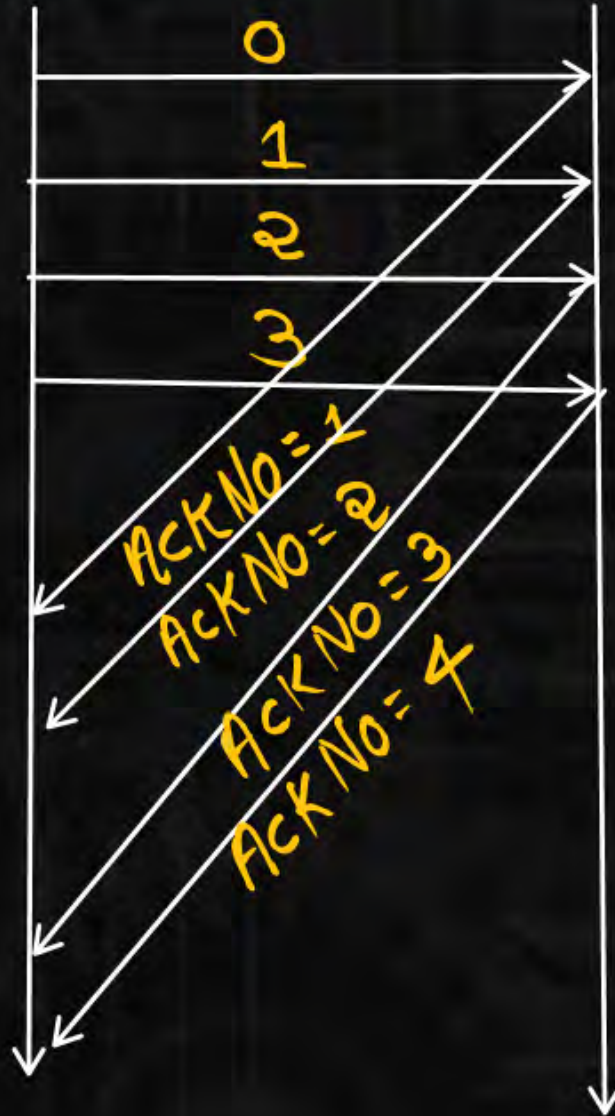 0
1
2
3
ACK NO = 1
ACK NO = 2
ACK NO = 3
ACK NO = 4